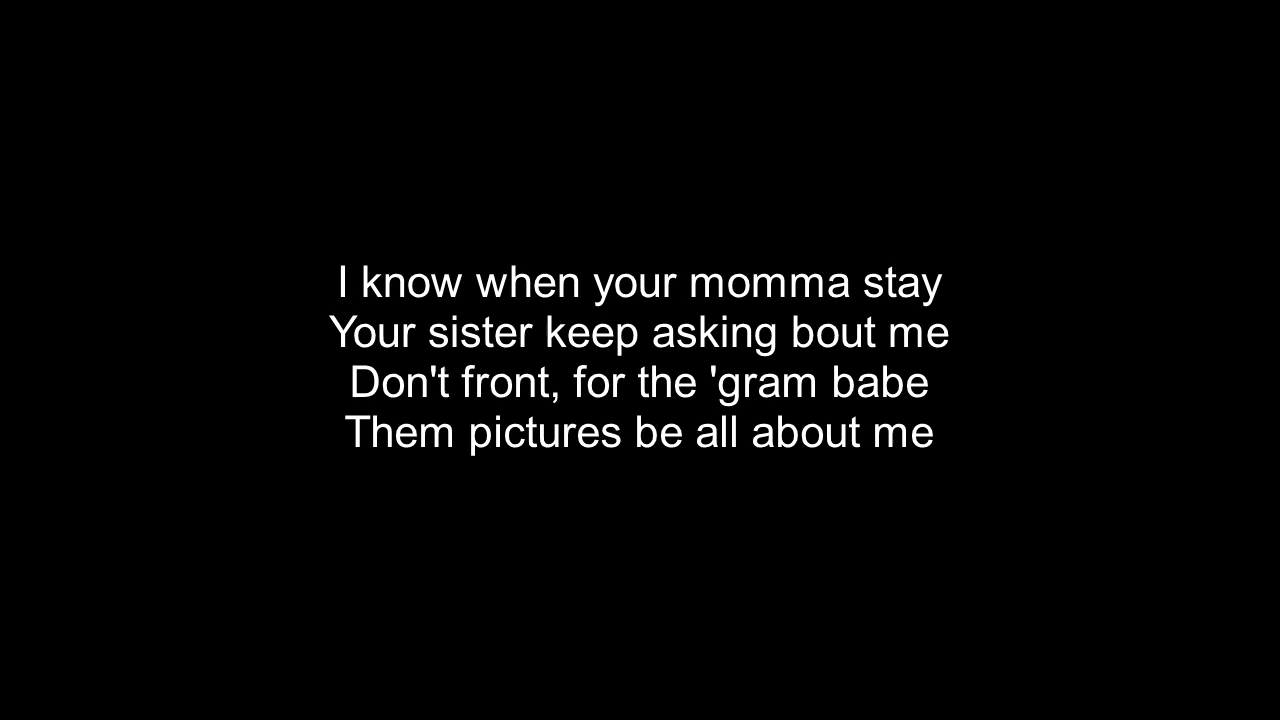 I know when your momma stay
Your sister keep asking bout me
Don't front, for the 'gram babe
Them pictures be all about me